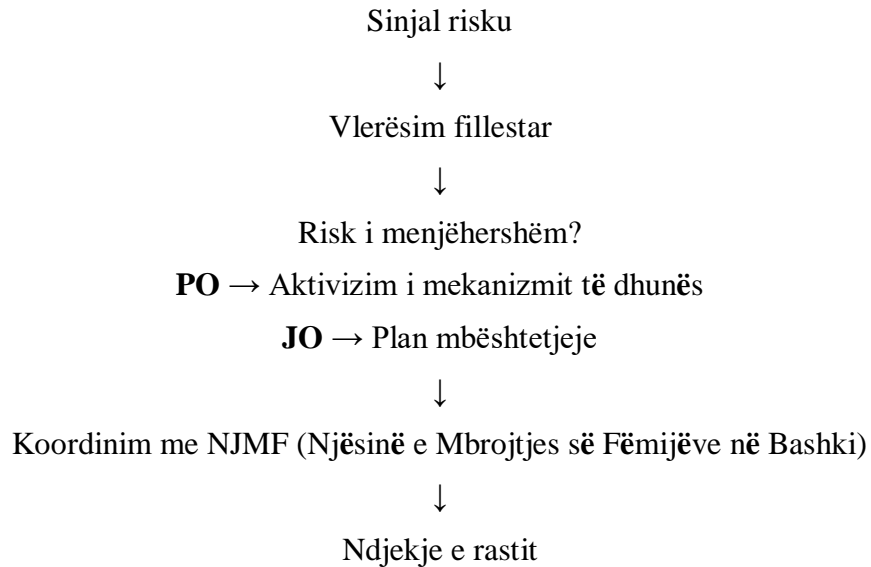 Sinjal risku
↓
Vlerësim fillestar
↓
Risk i menjëhershëm?
PO → Aktivizim i mekanizmit të dhunës
JO → Plan mbështetjeje
↓
Koordinim me NJMF (Njësinë e Mbrojtjes së Fëmijëve në Bashki)
↓
Ndjekje e rastit